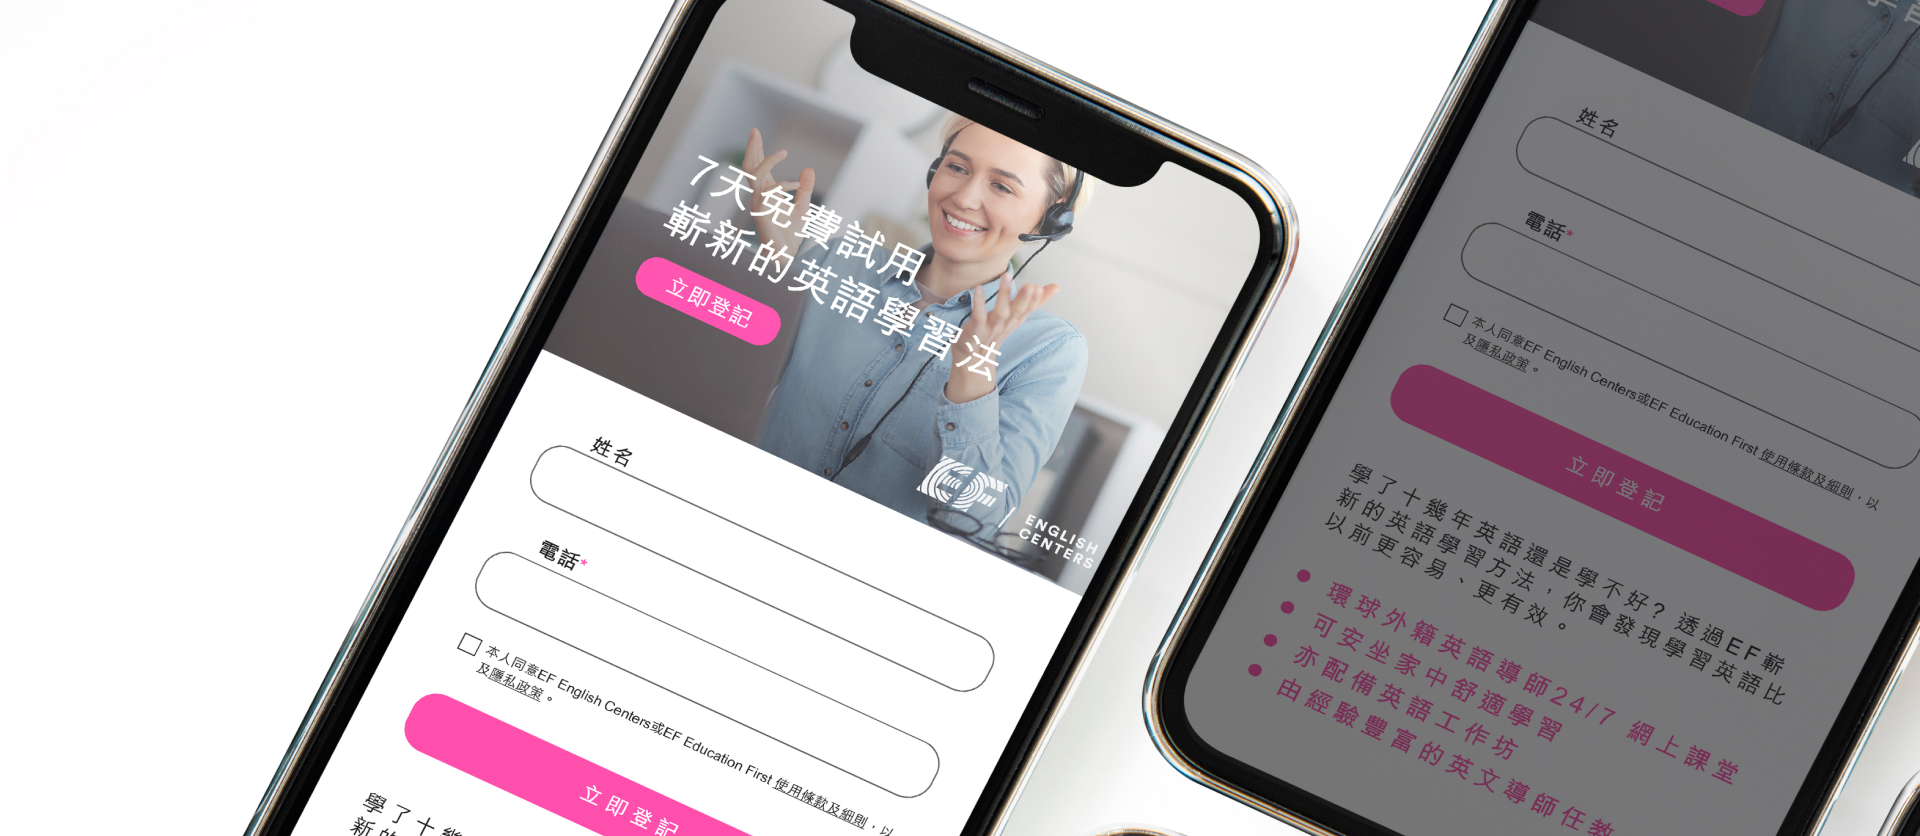 7天免費試用
嶄新的英語學習法
立即登記
EF
ENGLISH
CENTERS
姓名
電話*
本人同意EF English Centers或EF Education First 使用條款及細則，以
及隱私政策。
立即登記
學了十幾
新的
姓名
電話*
本人同意EF English Centers或EF Education First 使用條款及細則，以
及隱私政策。
立即登記
學了十幾年英語還是學不好？透過EF嶄
新的英語學習方法，你會發現學習英語比
以前更容易、更有效。
環球外籍英語導師24/7 網上課堂
可安坐家中舒適學習
亦配備英語工作坊
由經驗豐富的英文導師任教